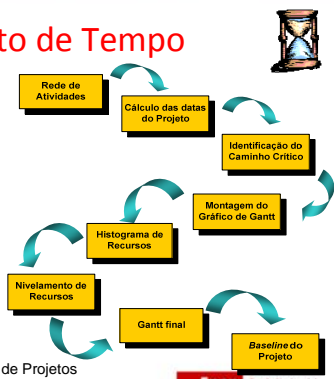 to de Tempo
Rede de
Atividades
Cálculo das datas
do Projeto
Identificação do
Caminho Crítico
Montagem do
Gráfico de Gantt
Histograma de
Recursos
Nivelamento de
Recursos
Gantt final
Baseline do
Projeto
de Projetos